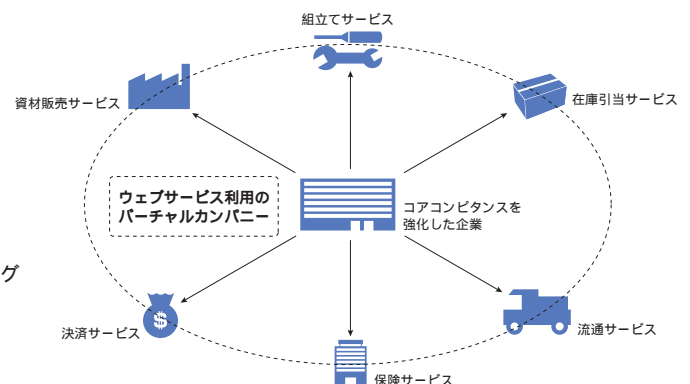 組立てサービス
資材販売サービス
在庫引当サービス
ウェブサービス利用の
バーチャルカンパニー
コアコンピタンスを
強化した企業
グ
$
決済サービス
流通サービス
保険サービス